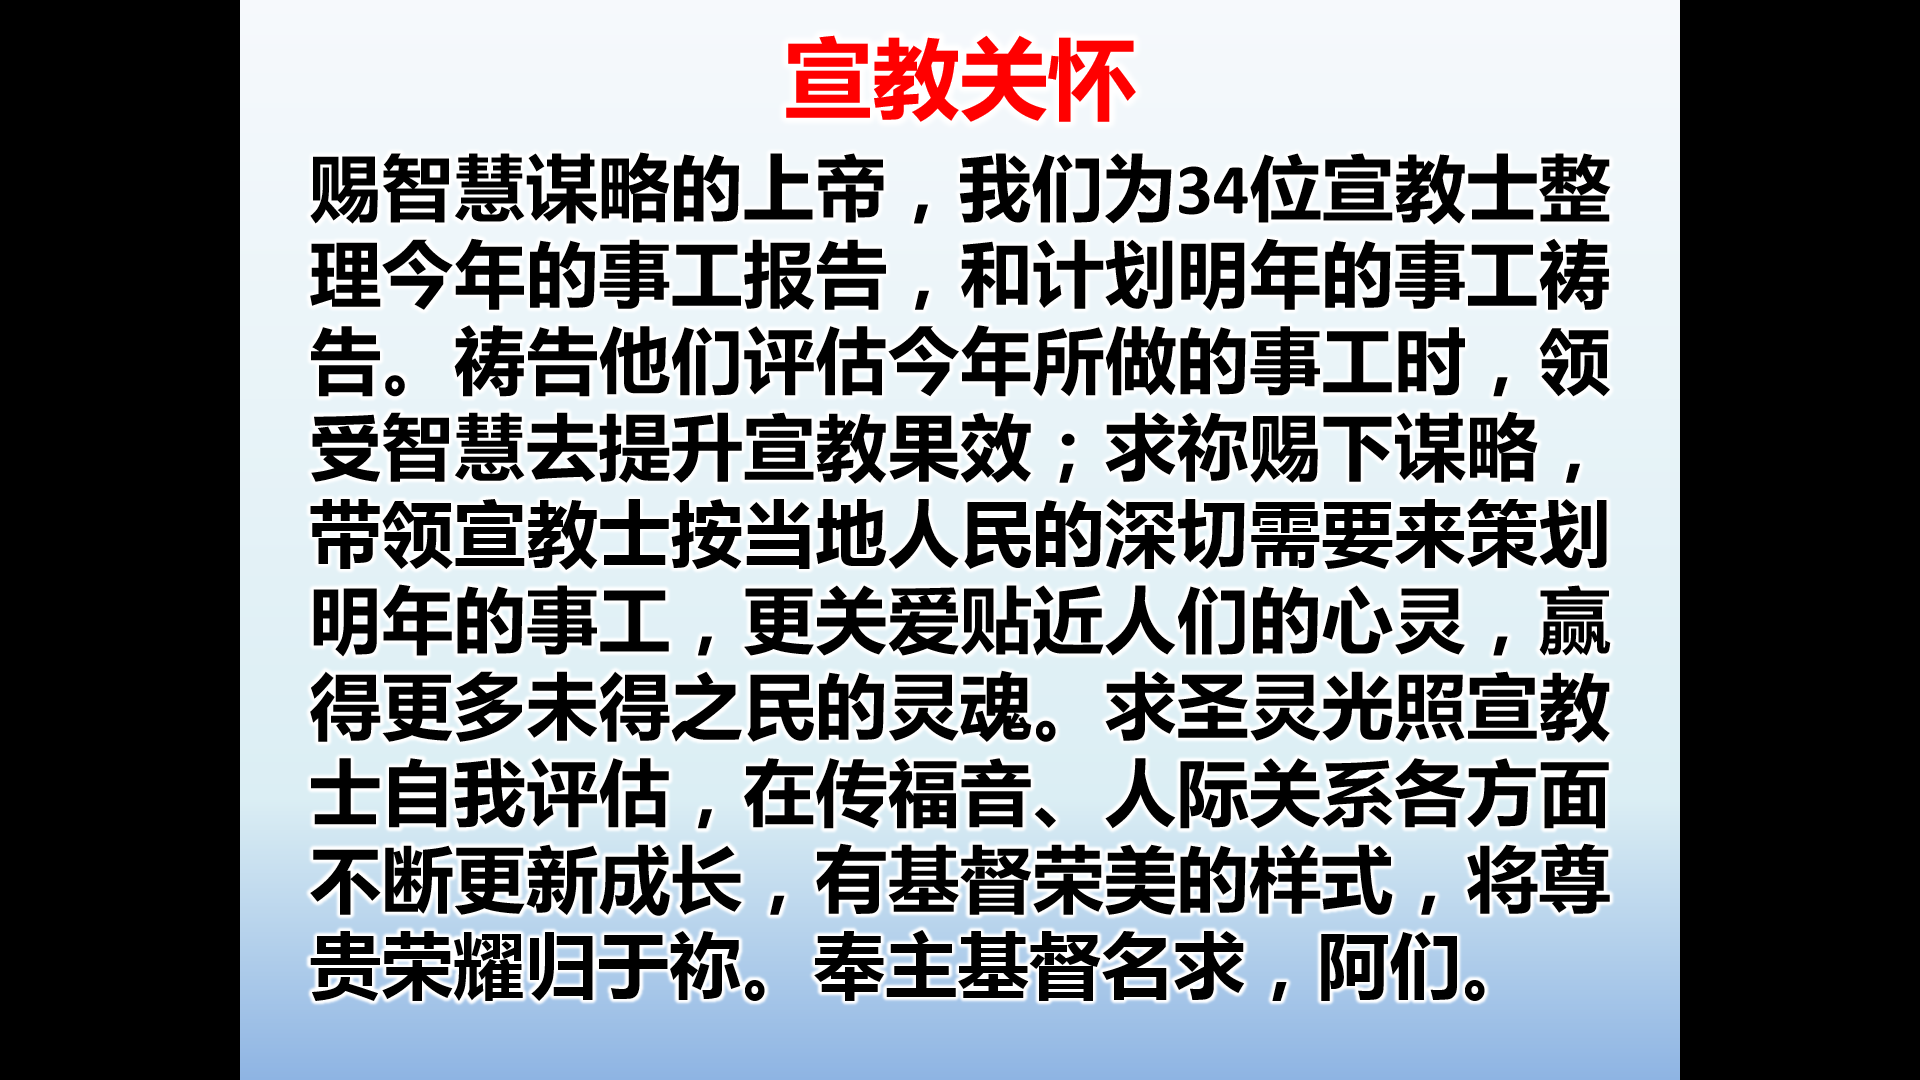 宣教关怀
赐智慧谋略的上帝，我们为34位宣教士整
理今年的事工报告，和计划明年的事工祷
告。祷告他们评估今年所做的事工时，领
受智慧去提升宣教果效；求祢赐下谋略，
带领宣教士按当地人民的深切需要来策划
明年的事工，更关爱贴近人们的心灵，赢
得更多未得之民的灵魂。求圣灵光照宣教
士自我评估，在传福音、人际关系各方面
不断更新成长，有基督荣美的样式，将尊
贵荣耀归于祢。奉主基督名求，阿们。